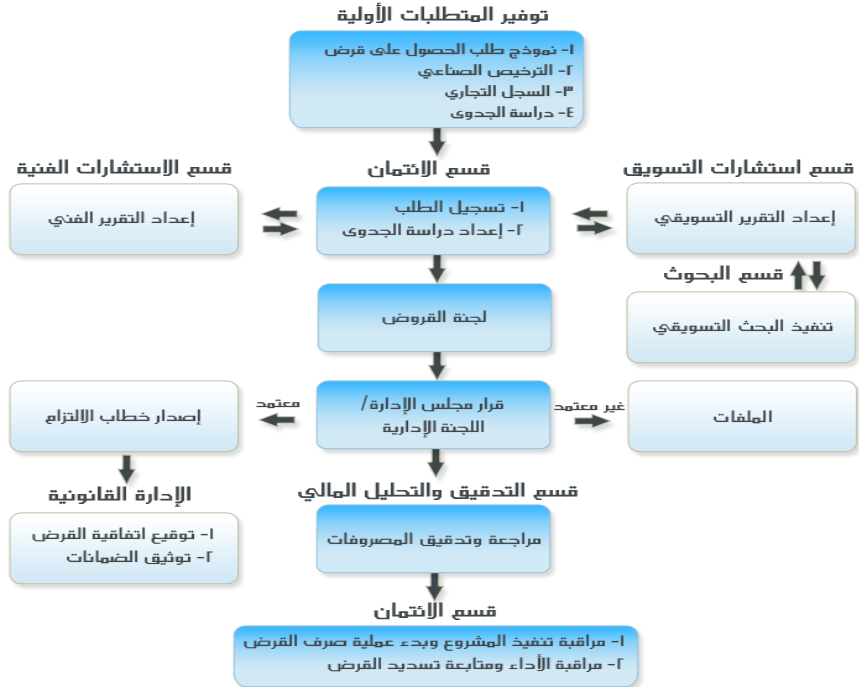 توفير المتطلبات الأولية
١- نموذج طلب الحصول على قرض
٢- الترخيص الصناعي
٣- السجل التجاري
٤- دراسة الجدوى
قسم استشارات التسويق
قسم الائتمان
قسم الاستشارات الفنية
إعداد التقرير التسويقي
١- تسجيل الطلب
٢- إعداد دراسة الجدوى
إعداد التقرير الفني
قسم البحوث
تنفيذ البحث التسويقي
لجنة القروض
الملفات
غير معتمد
قرار مجلس الإدارة/
اللجنة الإدارية
معتمد
إصدار خطاب الالتزام
قسم التدقيق والتحليل المالي
الإدارة القانونية
مراجعة وتدقيق المصروفات
١- توقيع اتفاقية القرض
٢- توثيق الضمانات
قسم الائتمان
١- مراقبة تنفيذ المشروع وبدء عملية صرف القرض
٢- مراقبة الأداء ومتابعة تسديد القرض